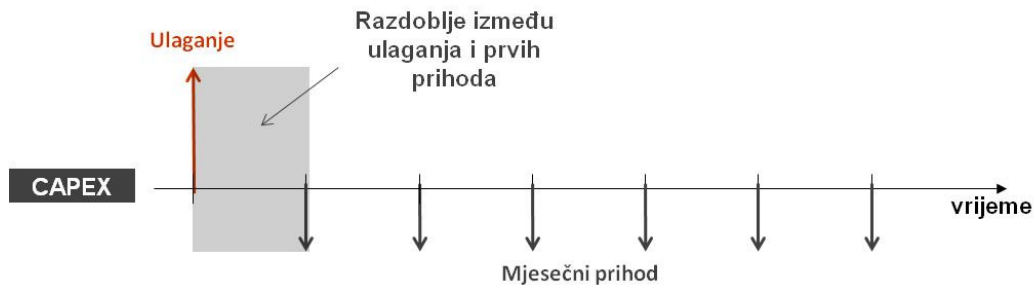 Ulaganje
Razdoblje između
ulaganja i prvih
prihoda
CAPEX
vrijeme
Mjesečni prihod